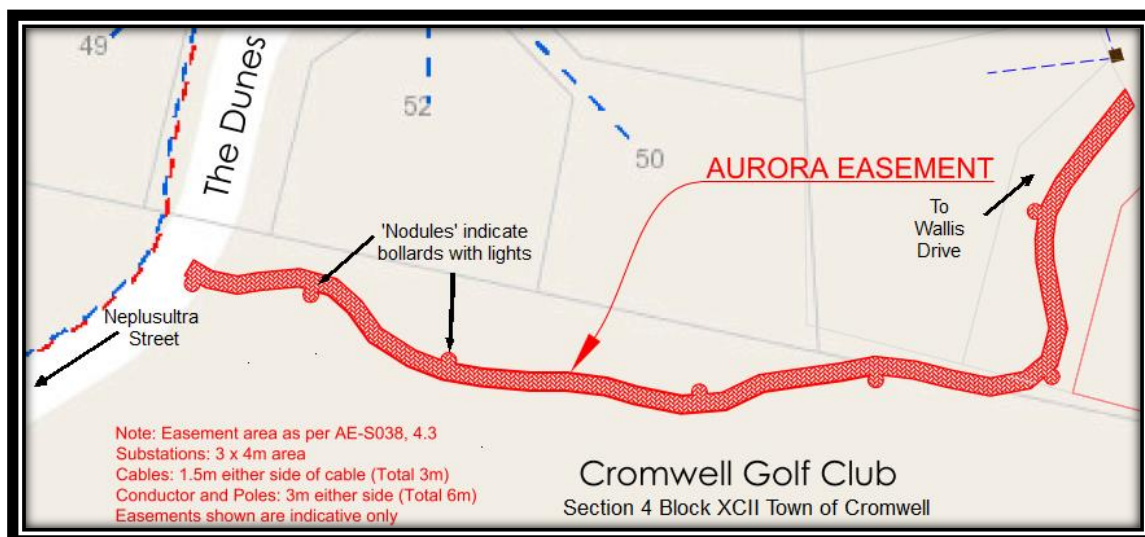 49
The Dunes
52
50
AURORA EASEMENT
To
Wallis
Drive
'Nodules' indicate
bollards with lights
Neplusultra
Street
Note: Easement area as per AE-S038, 4.3
Substations: 3 x 4m area
Cables: 1.5m either side of cable (Total 3m)
Conductor and Poles: 3m either side (Total 6m)
Easements shown are indicative only
Cromwell Golf Club
Section 4 Block XCII Town of Cromwell